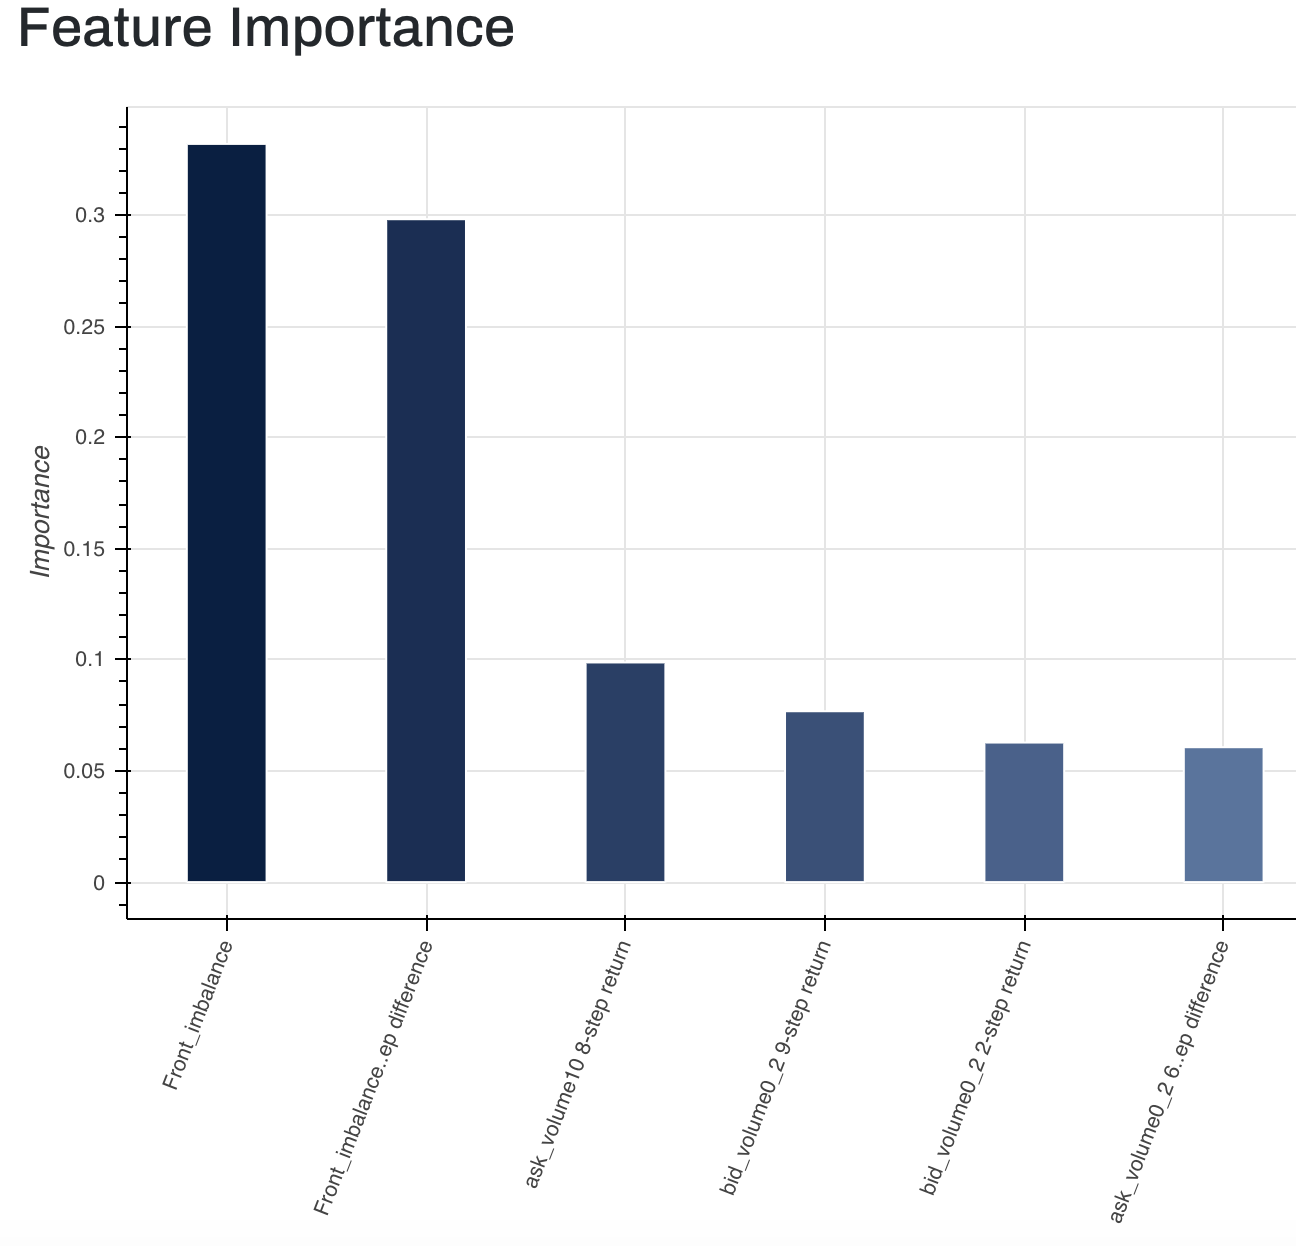 Feature Importance
Importance
0.3
0.25
0.2
0.15
0.1
0.05
0
Front_imbalance
Front_imbalance..ep difference
ask_volume10 8-step return
bid_volume0_2 9-step return
bid_volume0_2 2-step return
ask_volume0_2 6..ep difference